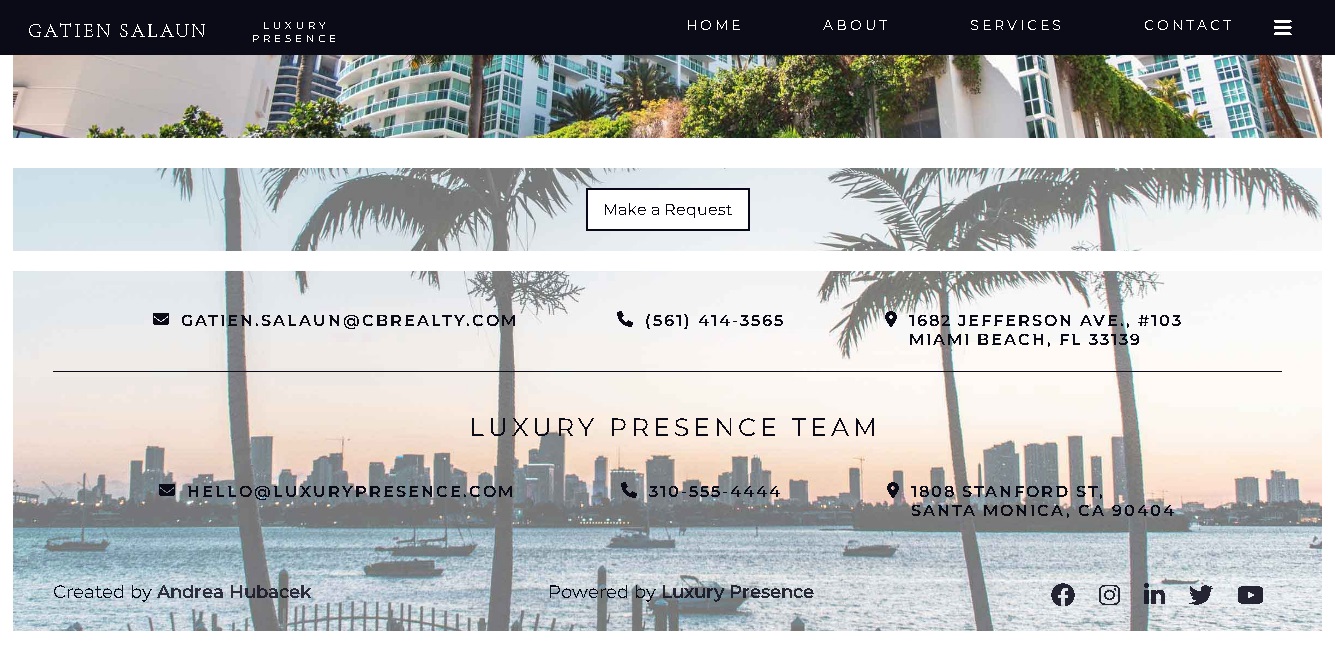 GATIEN SALAUN
LUXURY
PRESENCE
HOME
ABOUT
SERVICES
CONTACT
Make a Request
GATIEN.SALAUN@CBREALTY.COM
(561) 414-3565
1682 JEFFERSON AVE., #103
MIAMI BEACH, FL 33139
LUXURY PRESENCE TEAM
HELLO@LUXURYPRESENCE.COM
310-555-4444
1808 STANFORD ST,
SANTA MONICA, CA 90404
Created by Andrea Hubacek
Powered by Luxury Presence